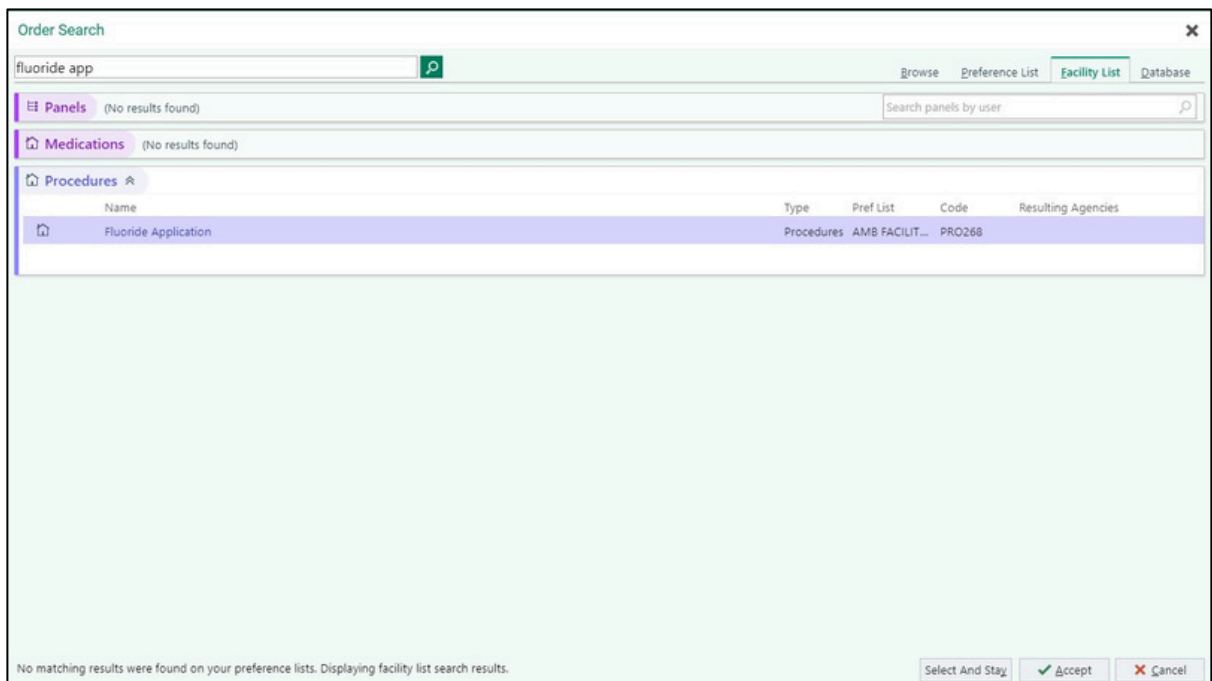 Order Search
fluoride app
Browse Preference List Facility List Database
Panels (No results found) Search panels by user
Medications (No results found)
Procedures
Name Type Pref List Code Resulting Agencies
Fluoride Application Procedures AMB FACILIT... PRO268
No matching results were found on your preference lists. Displaying facility list search results. Select And Stay Accept Cancel